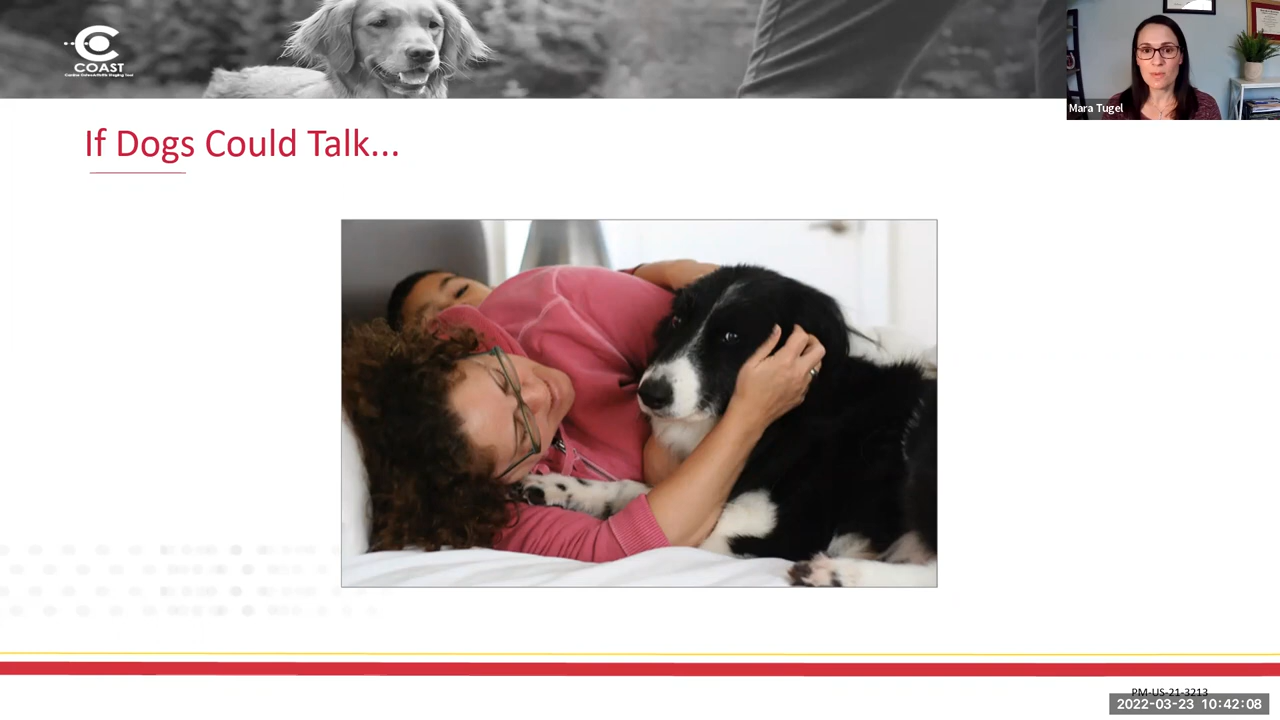 COAST
Canine OsteoArthritis Staging Tool
Mara Tugel
If Dogs Could Talk...
PM-US-21-3213
2022-03-23 10:42:08